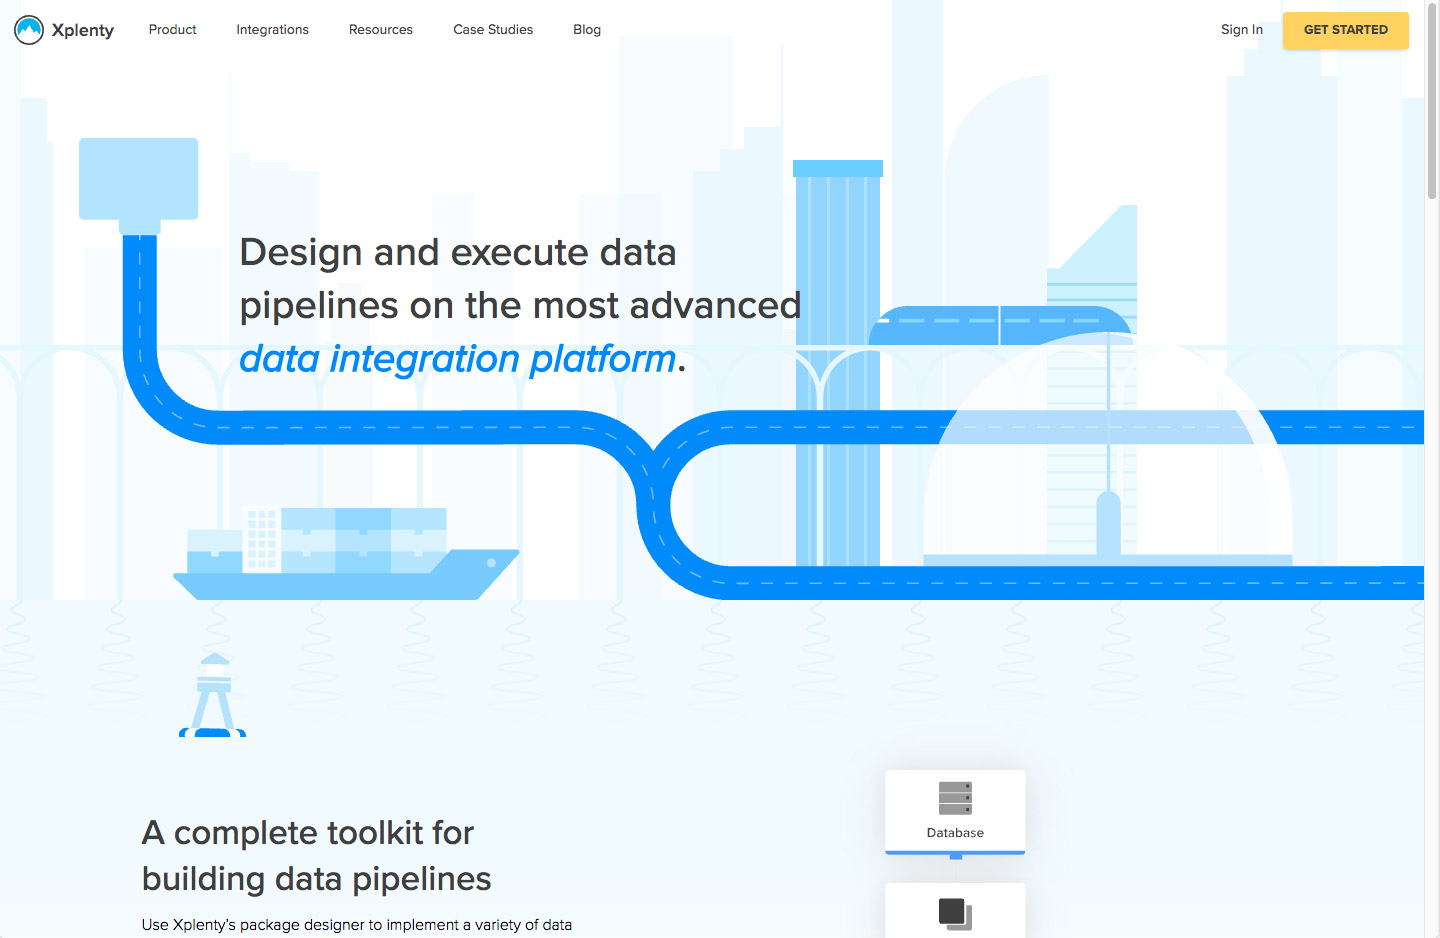 Xplenty
Product
Integrations
Resources
Case Studies
Blog
Sign In
GET STARTED
Design and execute data
pipelines on the most advanced
data integration platform.
A complete toolkit for
building data pipelines
Use Xplenty’s package designer to implement a variety of data
Database